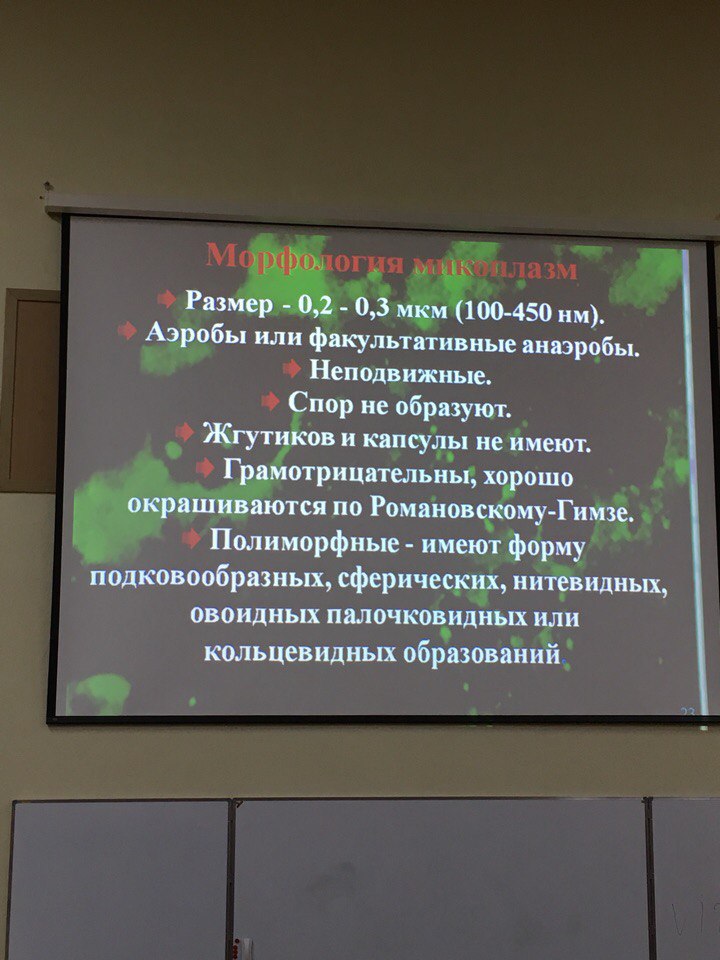 Морфология микоплазм
Размер - 0,2 - 0,3 мкм (100-450 нм).
Аэробы или факультативные анаэробы.
Неподвижные.
Спор не образуют.
Жгутиков и капсулы не имеют.
Грамотрицательны, хорошо
окрашиваются по Романовскому-Гимзе.
Полиморфные - имеют форму
подковообразных, сферических, нитевидных,
овоидных палочковидных или
кольцевидных образований.
23